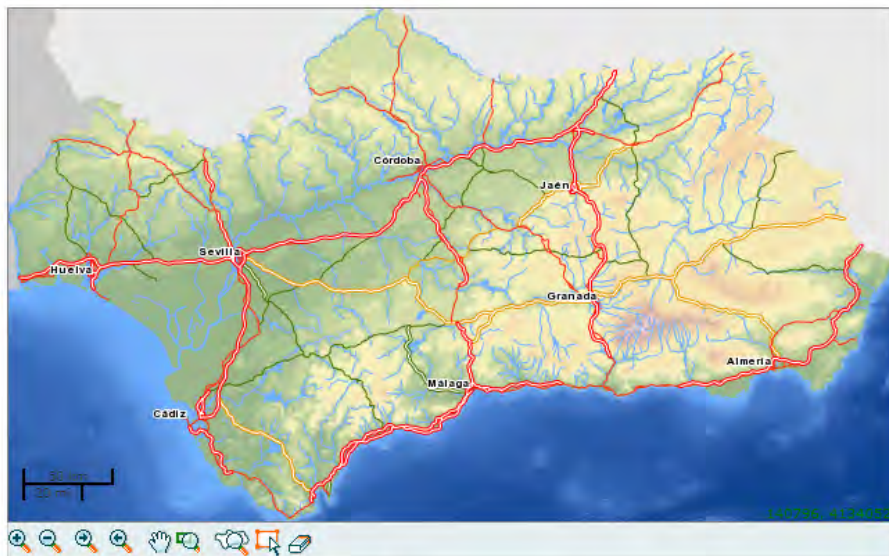 Córdoba
Jaén
Sevilla
Huelva
Granada
Almería
Málaga
Cádiz